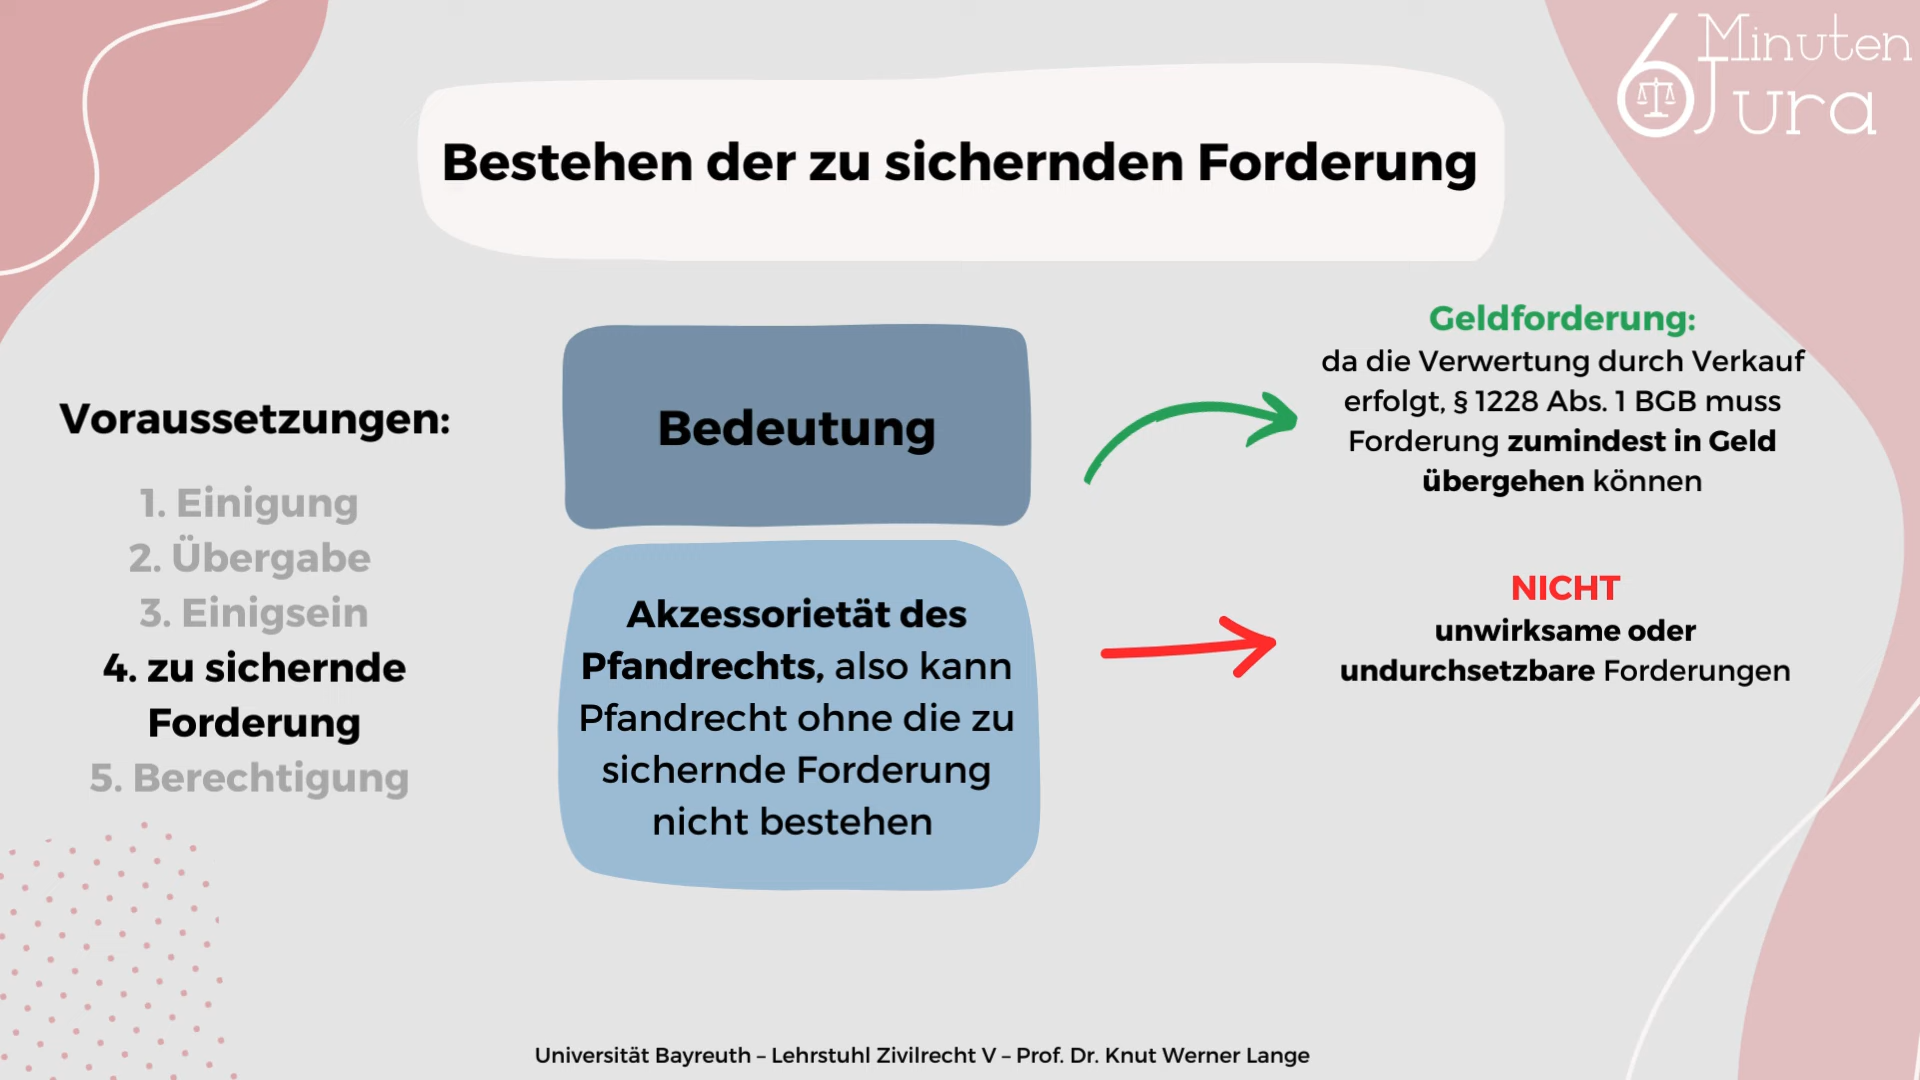 6 Minuten
Jura
Bestehen der zu sichernden Forderung
Voraussetzungen:
1. Einigung
2. Übergabe
3. Einigsein
4. zu sichernde
Forderung
5. Berechtigung
Bedeutung
Akzessorietät des
Pfandrechts, also kann
Pfandrecht ohne die zu
sichernde Forderung
nicht bestehen
Geldforderung:
da die Verwertung durch Verkauf
erfolgt, § 1228 Abs. 1 BGB muss
Forderung zumindest in Geld
übergehen können
NICHT
unwirksame oder
undurchsetzbare Forderungen
Universität Bayreuth – Lehrstuhl Zivilrecht V – Prof. Dr. Knut Werner Lange